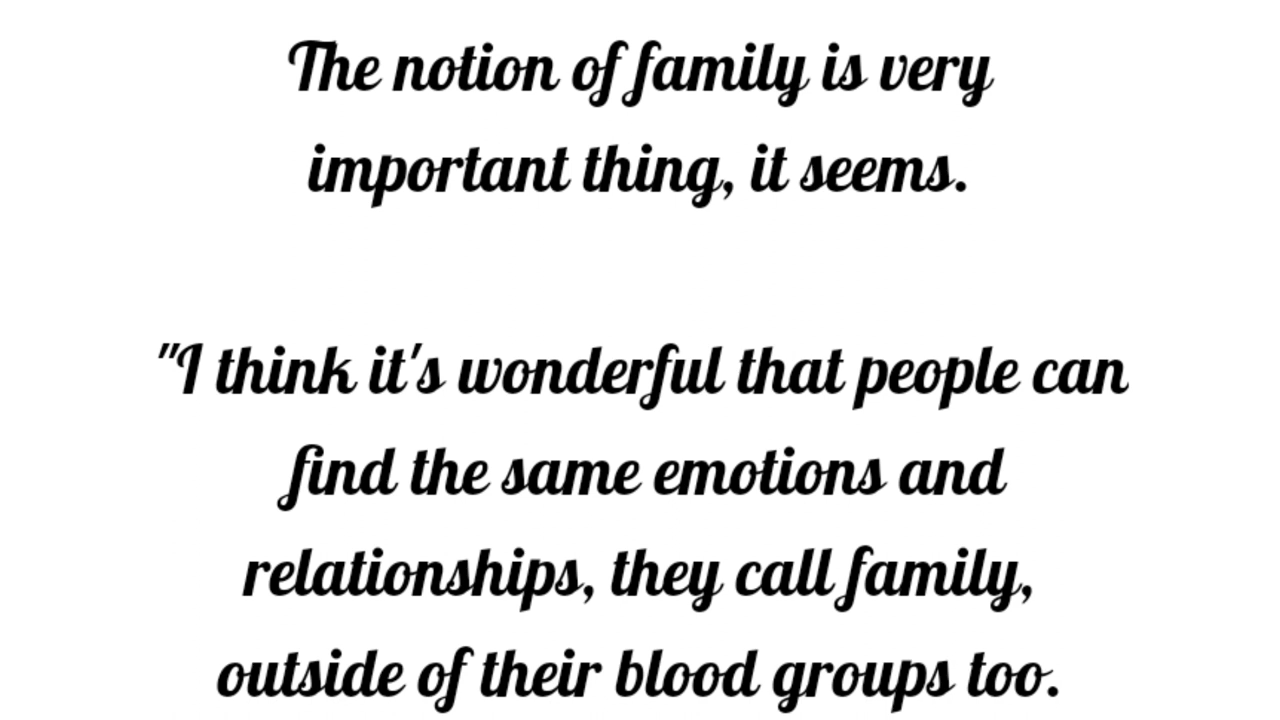 The notion of family is very
important thing, it seems.
"I think it's wonderful that people can
find the same emotions and
relationships, they call family,
outside of their blood groups too.